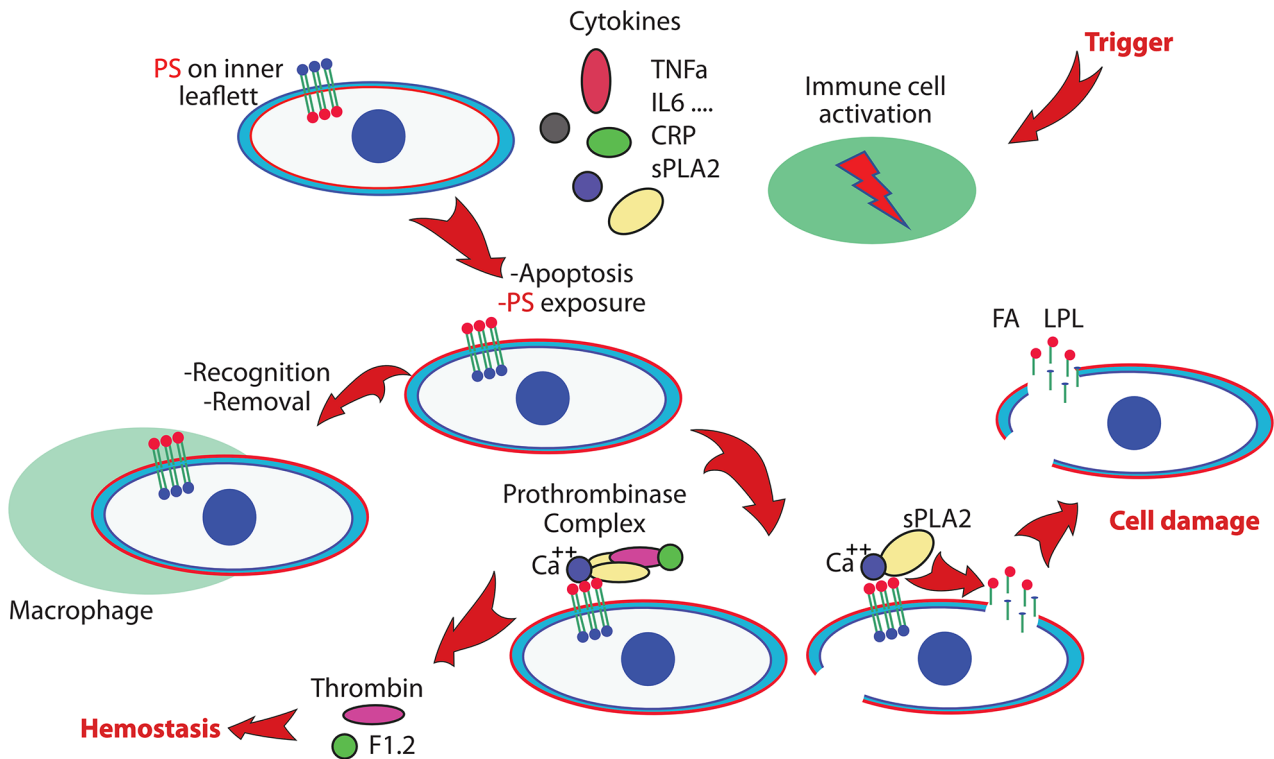 Cytokines
Trigger
PS on inner
leaflett
TNFa
IL6 ....
CRP
sPLA2
Immune cell
activation
-Apoptosis
-PS exposure
FA LPL
-Recognition
-Removal
Prothrombinase
Complex
Ca++
sPLA2
Ca++
Cell damage
Macrophage
Thrombin
Hemostasis
F1.2